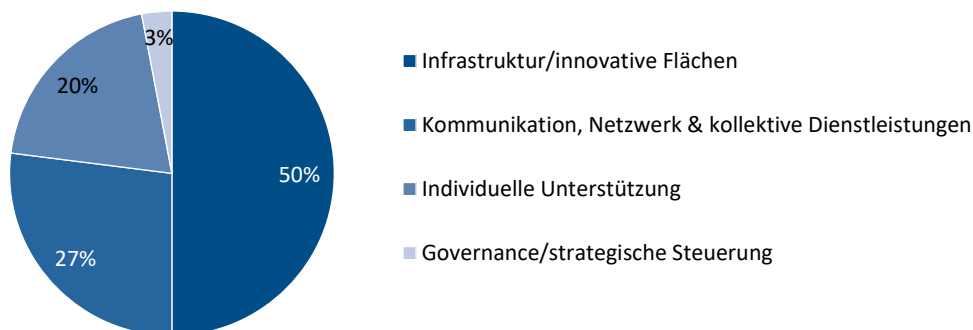 3%
20%
50%
27%
Infrastruktur/innovative Flächen
Kommunikation, Netzwerk & kollektive Dienstleistungen
Individuelle Unterstützung
Governance/strategische Steuerung